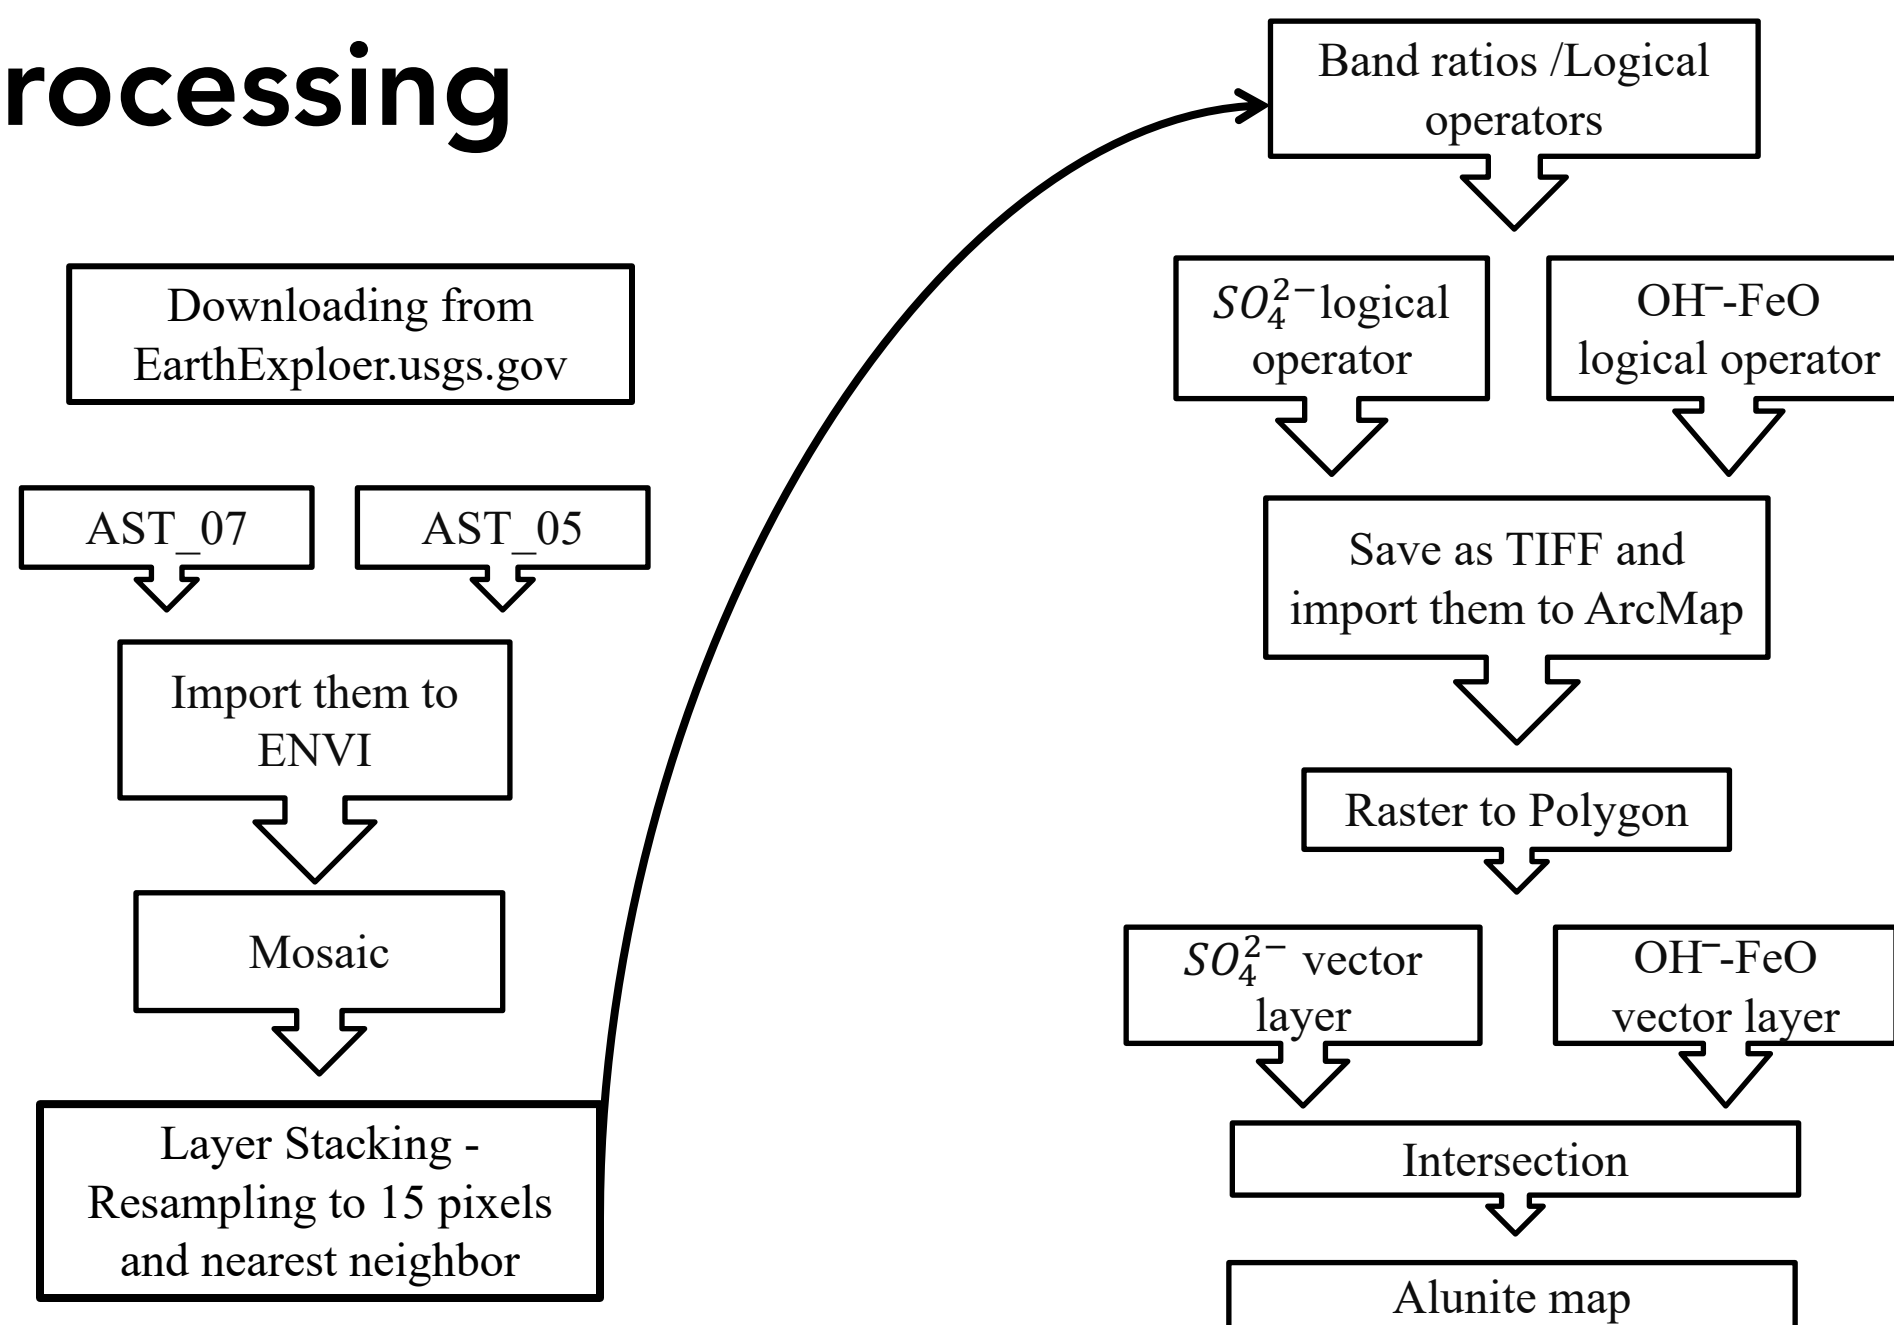 rocessing
Downloading from
EarthExploer.usgs.gov
AST_07
AST_05
Import them to
ENVI
Mosaic
Layer Stacking -
Resampling to 15 pixels
and nearest neighbor
Band ratios /Logical
operators
SO₄²⁻logical
operator
OH⁻-FeO
logical operator
Save as TIFF and
import them to ArcMap
Raster to Polygon
SO₄²⁻ vector
layer
OH⁻-FeO
vector layer
Intersection
Alunite map